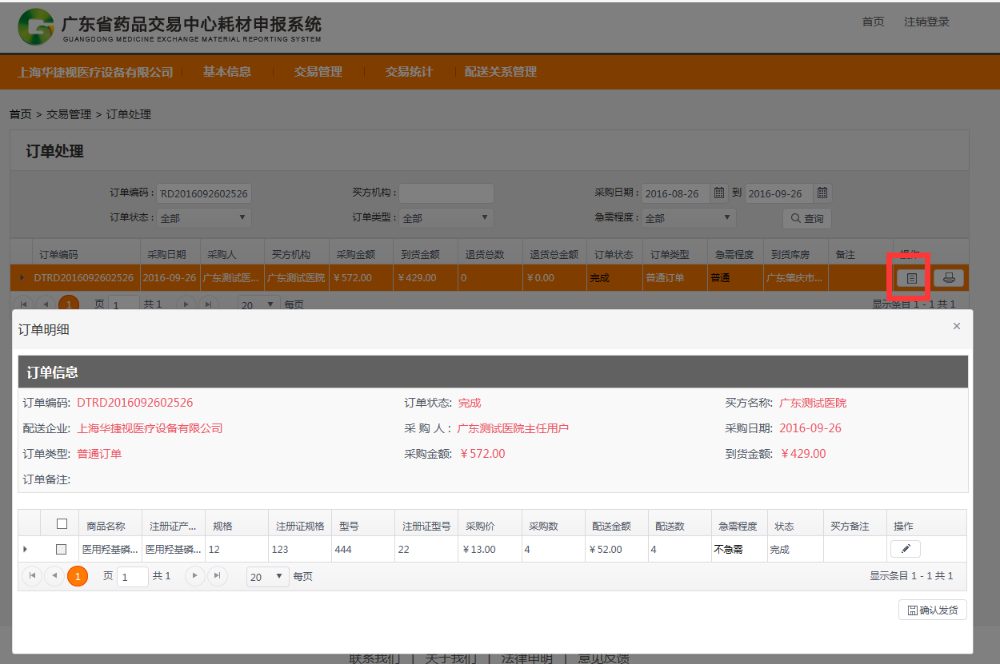 广东省药品交易中心耗材申报系统
GUANGDONG MEDICINE EXCHANGE MATERIAL REPORTING SYSTEM
首页 注销登录
上海华捷视医疗设备有限公司 基本信息 交易管理 交易统计 配送关系管理
首页 > 交易管理 > 订单处理
订单处理
订单编码: RD2016092602526 买方机构: 采购日期: 2016-08-26 到 2016-09-26
订单状态: 全部 订单类型: 全部 急需程度: 全部 查询
订单编码 采购日期 采购人 买方机构 采购金额 到货金额 退货总数 退货总金额 订单状态 订单类型 急需程度 到货库房 备注 操作
DTRD2016092602526 2016-09-26 广东测试医... 广东测试医院 ¥572.00 ¥429.00 0 ¥0.00 完成 普通订单 普通 广东肇庆市...
1 页 1 共 1 20 每页 显示条目 1 - 1 共 1
订单明细 ×
订单信息
订单编码: DTRD2016092602526 订单状态: 完成 买方名称: 广东测试医院
配送企业: 上海华捷视医疗设备有限公司 采 购 人: 广东测试医院主任用户 采购日期: 2016-09-26
订单类型: 普通订单 采购金额: ¥572.00 到货金额: ¥429.00
订单备注:
商品名称 注册证产... 规格 注册证规格 型号 注册证型号 采购价 采购数 配送金额 配送数 急需程度 状态 买方备注 操作
医用羟基磷... 医用羟基磷... 12 123 444 22 ¥13.00 4 ¥52.00 4 不急需 完成
1 页 1 共 1 20 每页 显示条目 1 - 1 共 1
确认发货
联系我们 | 关于我们 | 法律申明 | 意见反馈